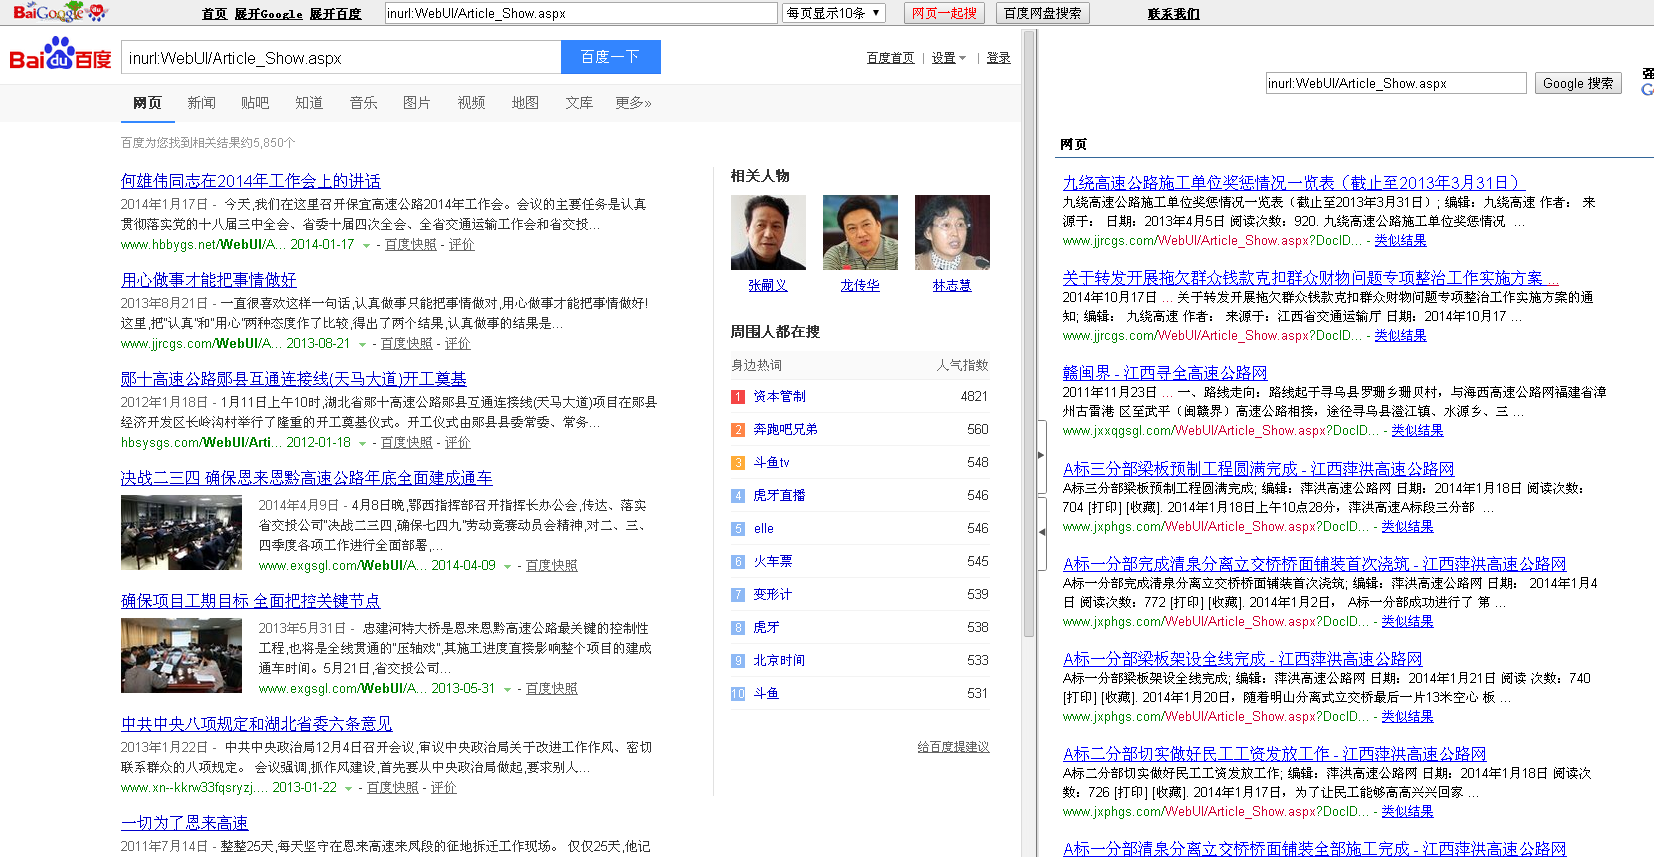 BaiGoogledu
首页 展开Google 展开百度
inurl:WebUI/Article_Show.aspx
每页显示10条
网页一起搜
百度网盘搜索
联系我们
Baidu百度
inurl:WebUI/Article_Show.aspx
百度一下
百度首页 | 设置 | 登录
网页 新闻 贴吧 知道 音乐 图片 视频 地图 文库 更多»
百度为您找到相关结果约5,850个
何雄伟同志在2014年工作会上的讲话
2014年1月17日 - 今天,我们在这里召开保宜高速公路2014年工作会。会议的主要任务是认真
贯彻落实党的十八届三中全会、省委十届四次全会、全省交通运输工作会和省交投...
www.hbbygs.net/WebUI/A... 2014-01-17 - 百度快照 - 评价
用心做事才能把事情做好
2013年8月21日 - 一直很喜欢这样一句话,认真做事只能把事情做对,用心做事才能把事情做好!
这里,把“认真”和“用心”两种态度作了比较,得出了两个结果,认真做事的结果是...
www.jjrcgs.com/WebUI/A... 2013-08-21 - 百度快照 - 评价
郧十高速公路郧县互通连接线(天马大道)开工奠基
2012年1月18日 - 1月11日上午10时,湖北省郧十高速公路郧县互通连接线(天马大道)项目在郧县
经济开发区长岭沟村举行了隆重的开工奠基仪式。开工仪式由郧县县委常委、常务...
hbsysgs.com/WebUI/Arti... 2012-01-18 - 百度快照 - 评价
决战二三四 确保恩来恩黔高速公路年底全面建成通车
2014年4月9日 - 4月8日晚,鄂西指挥部召开指挥长办公会,传达、落实
省交投公司“决战二三四,确保七四九”劳动竞赛动员会精神,对二、三、
四季度各项工作进行全面部署,...
www.exgsgl.com/WebUI/A... 2014-04-09 - 百度快照
确保项目工期目标 全面把控关键节点
2013年5月31日 - 忠建河特大桥是恩来恩黔高速公路最关键的控制性
工程,也将是全线贯通的“压轴戏”,其施工进度直接影响整个项目的建成
通车时间。5月21日,省交投公司...
www.exgsgl.com/WebUI/A... 2013-05-31 - 百度快照
中共中央八项规定和湖北省委六条意见
2013年1月22日 - 中共中央政治局12月4日召开会议,审议中央政治局关于改进工作作风、密切
联系群众的八项规定。 会议强调,抓作风建设,首先要从中央政治局做起,要求别人...
www.xn--kkrw33fqsryzj.... 2013-01-22 - 百度快照 - 评价
一切为了恩来高速
2011年7月14日 - 整整25天,每天坚守在恩来高速来凤段的征地拆迁工作现场。 仅仅25天,他记
相关人物
张嗣义 龙传华 林志慧
周围人都在搜
身边热词 人气指数
1 资本管制 4821
2 奔跑吧兄弟 560
3 斗鱼tv 548
4 虎牙直播 546
5 elle 546
6 火车票 545
7 变形计 539
8 虎牙 538
9 北京时间 533
10 斗鱼 531
给百度提建议
inurl:WebUI/Article_Show.aspx
Google 搜索
强
网页
九绕高速公路施工单位奖惩情况一览表（截止至2013年3月31日）
九绕高速公路施工单位奖惩情况一览表（截止至2013年3月31日）; 编辑：九绕高速 作者： 来
源于： 日期：2013年4月5日 阅读次数：920. 九绕高速公路施工单位奖惩情况 ...
www.jjrcgs.com/WebUI/Article_Show.aspx?DocID... - 类似结果
关于转发开展拖欠群众钱款克扣群众财物问题专项整治工作实施方案 ...
2014年10月17日 ... 关于转发开展拖欠群众钱款克扣群众财物问题专项整治工作实施方案的通
知; 编辑： 九绕高速 作者： 来源于：江西省交通运输厅 日期：2014年10月17 ...
www.jjrcgs.com/WebUI/Article_Show.aspx?DocID... - 类似结果
赣闽界 - 江西寻全高速公路网
2011年11月23日 ... 一、路线走向：路线起于寻乌县罗珊乡珊贝村，与海西高速公路网福建省漳
州古雷港 区至武平（闽赣界）高速公路相接，途径寻乌县澄江镇、水源乡、三 ...
www.jxxqgsgl.com/WebUI/Article_Show.aspx?DocID... - 类似结果
A标三分部梁板预制工程圆满完成 - 江西萍洪高速公路网
A标三分部梁板预制工程圆满完成; 编辑：萍洪高速公路网 日期：2014年1月18日 阅读次数：
704 [打印] [收藏]. 2014年1月18日上午10点28分，萍洪高速A标段三分部 ...
www.jxphgs.com/WebUI/Article_Show.aspx?DocID... - 类似结果
A标一分部完成清泉分离立交桥桥面铺装首次浇筑 - 江西萍洪高速公路网
A标一分部完成清泉分离立交桥桥面铺装首次浇筑; 编辑：萍洪高速公路网 日期： 2014年1月4
日 阅读次数：772 [打印] [收藏]. 2014年1月2日， A标一分部成功进行了 第 ...
www.jxphgs.com/WebUI/Article_Show.aspx?DocID... - 类似结果
A标一分部梁板架设全线完成 - 江西萍洪高速公路网
A标一分部梁板架设全线完成; 编辑：萍洪高速公路网 日期：2014年1月21日 阅读 次数：740
[打印] [收藏]. 2014年1月20日，随着明山分离式立交桥最后一片13米空心 板 ...
www.jxphgs.com/WebUI/Article_Show.aspx?DocID... - 类似结果
A标二分部切实做好民工工资发放工作 - 江西萍洪高速公路网
A标二分部切实做好民工工资发放工作; 编辑：萍洪高速公路网 日期：2014年1月18日 阅读次
数：726 [打印] [收藏]. 2014年1月17日，为了让民工能够高高兴兴回家 ...
www.jxphgs.com/WebUI/Article_Show.aspx?DocID... - 类似结果
A标一分部清泉分离立交桥桥面铺装全部施工完成 - 江西萍洪高速公路网